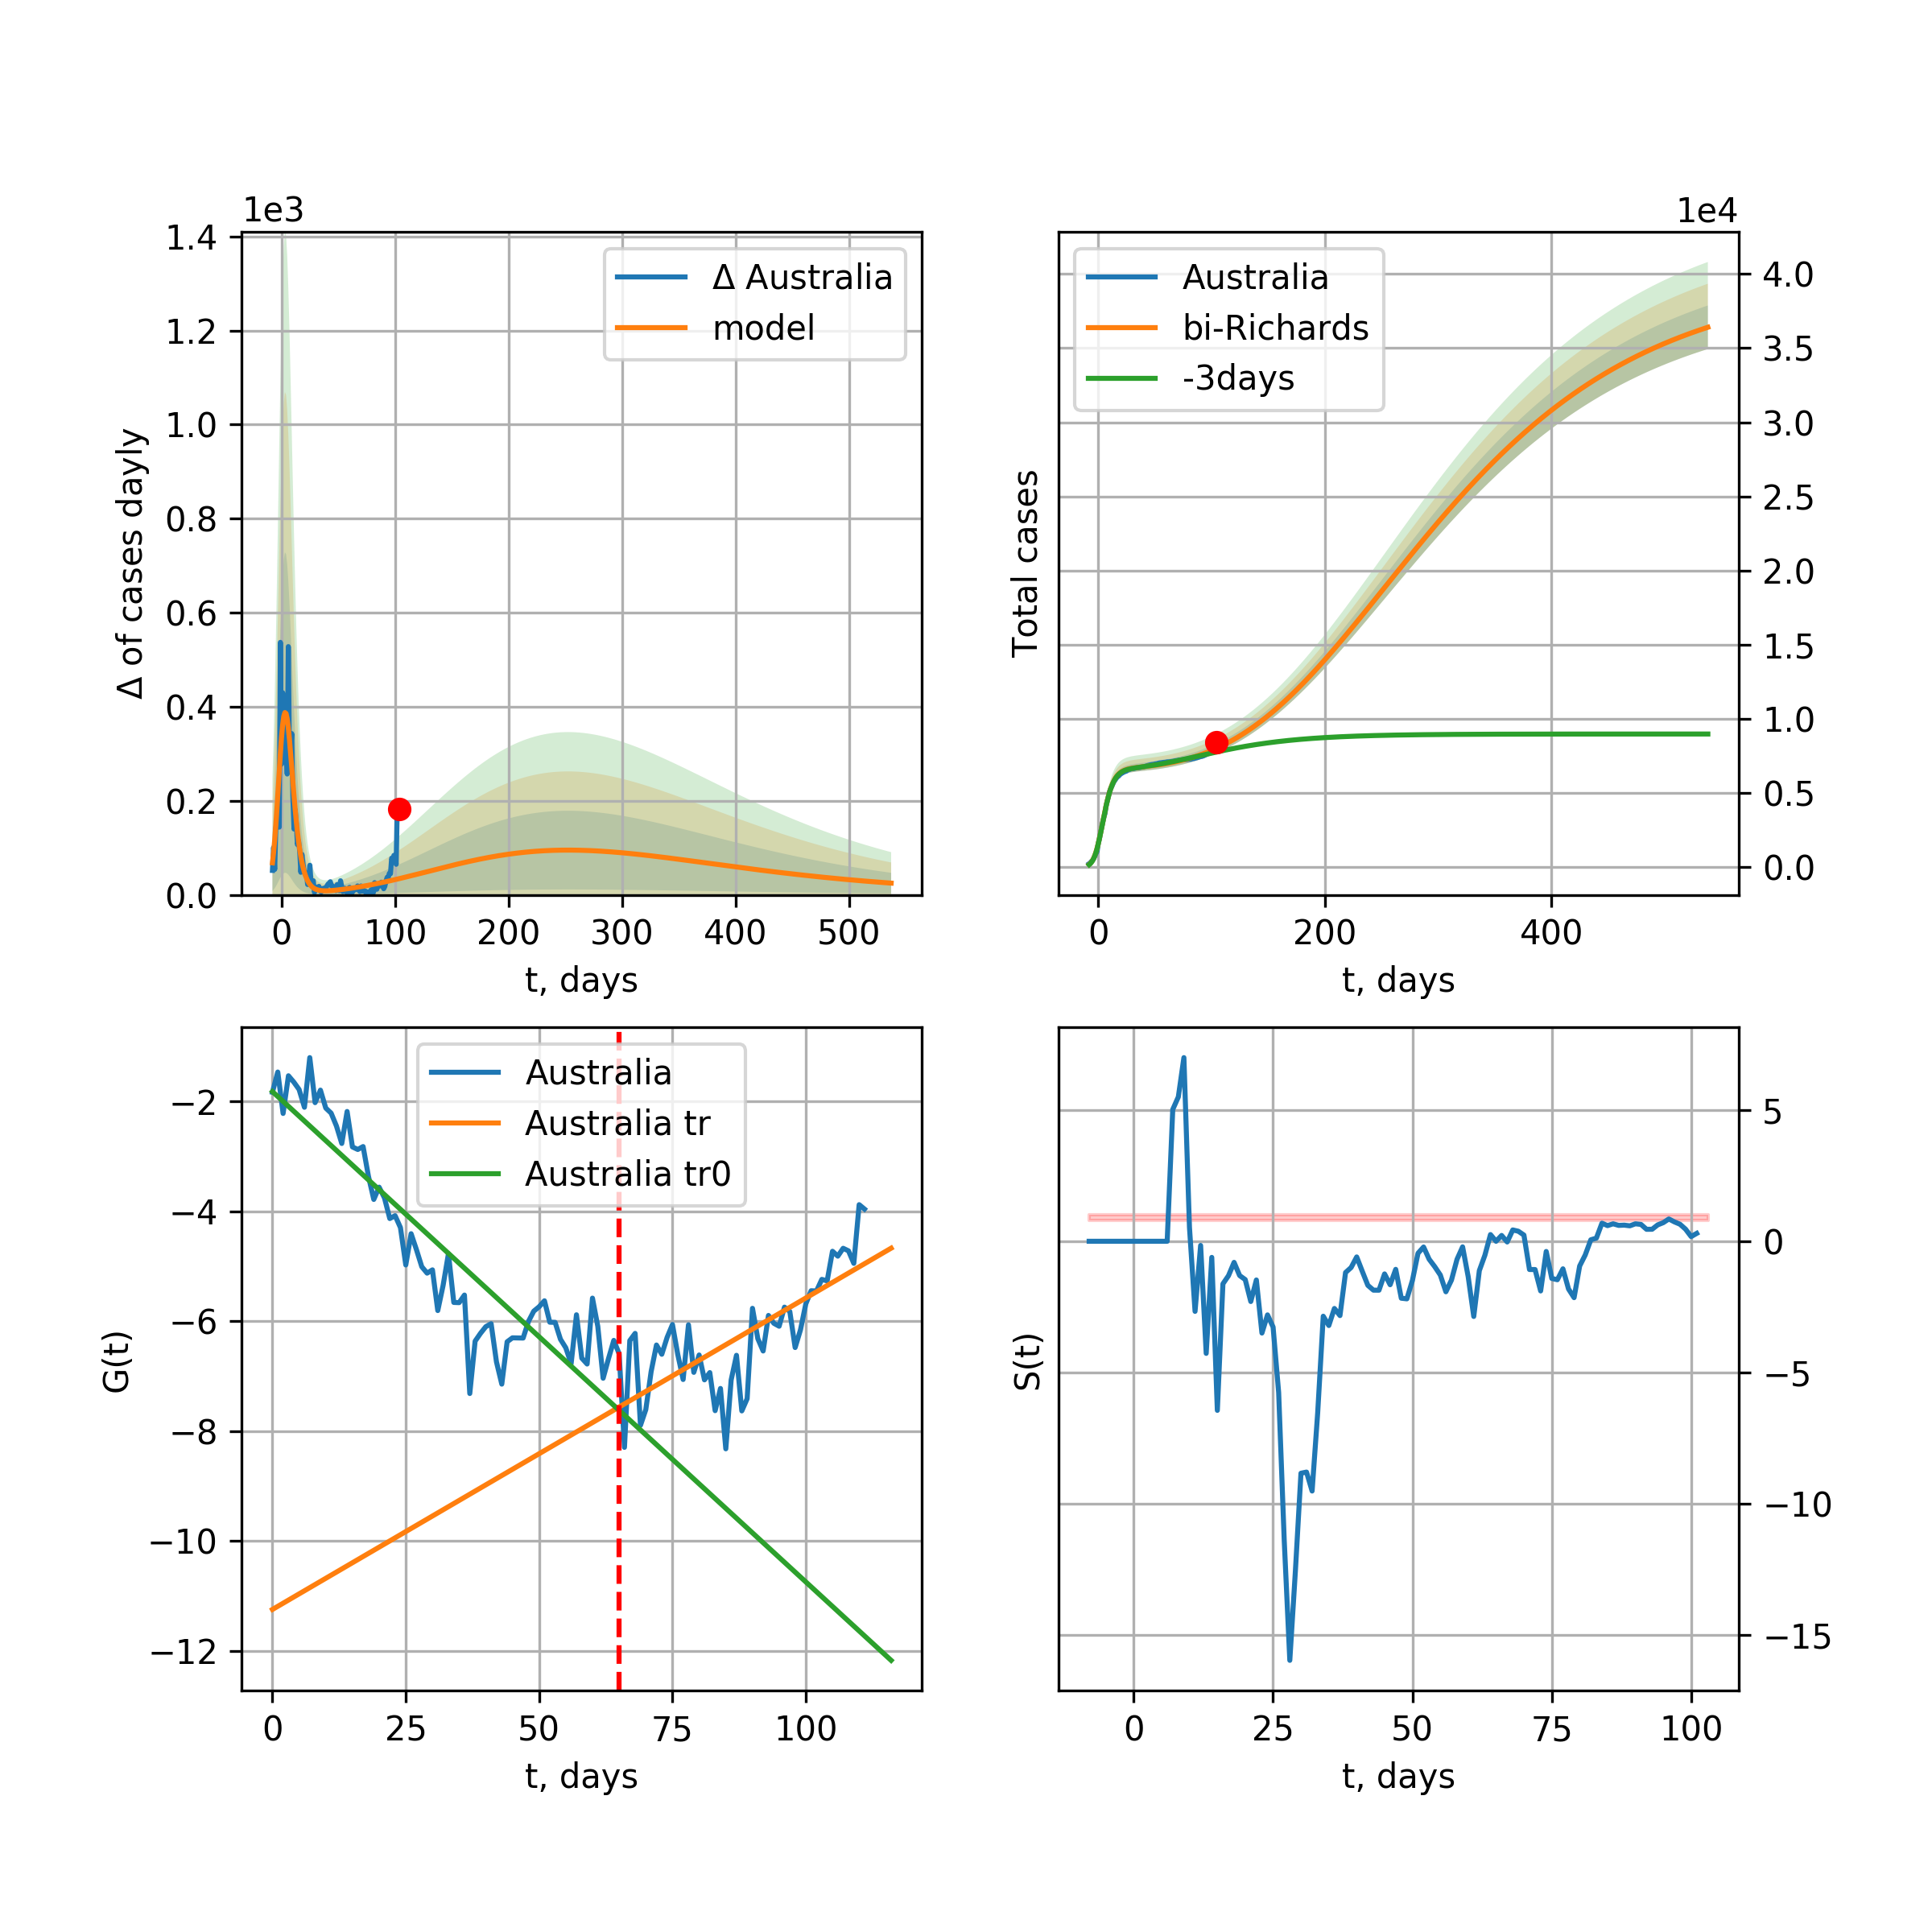 1e3
1.4
1.2
1.0
0.8
0.6
0.4
0.2
0.0
Δ of cases dayly
Δ Australia
model
0 100 200 300 400 500
t, days
1e4
Total cases
Australia
bi-Richards
-3days
4.0
3.5
3.0
2.5
2.0
1.5
1.0
0.5
0.0
0 200 400
t, days
G(t)
−2
−4
−6
−8
−10
−12
Australia
Australia tr
Australia tr0
0 25 50 75 100
t, days
S(t)
5
0
−5
−10
−15
0 25 50 75 100
t, days